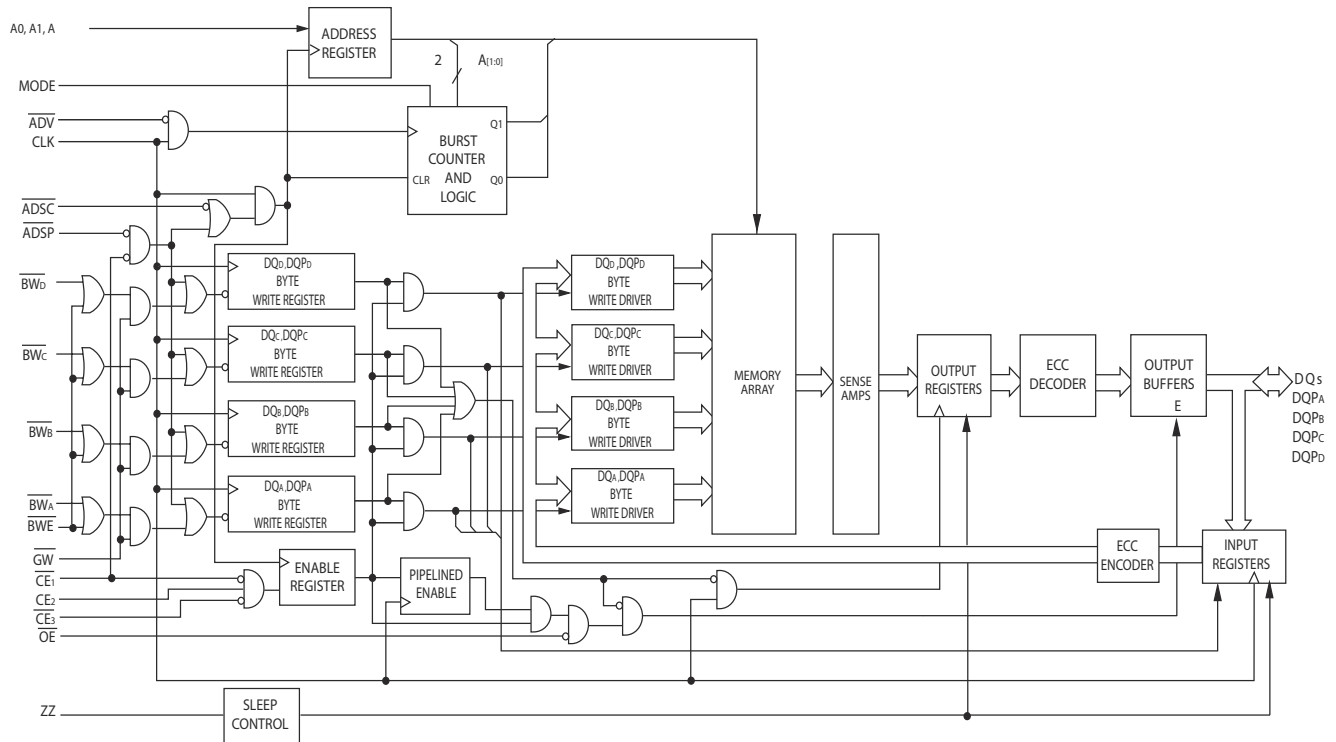 A0, A1, A
ADDRESS
REGISTER
2
A[1:0]
MODE
ADV
CLK
BURST
COUNTER
AND
LOGIC
Q1
CLR
Q0
ADSC
ADSP
BWD
DQD, DQPD
BYTE
WRITE REGISTER
DQD, DQPD
BYTE
WRITE DRIVER
BWC
DQC, DQPC
BYTE
WRITE REGISTER
DQC, DQPC
BYTE
WRITE DRIVER
MEMORY
ARRAY
SENSE
AMPS
OUTPUT
REGISTERS
ECC
DECODER
OUTPUT
BUFFERS
E
DQs
DQPA
DQPB
DQPC
DQPD
BWB
DQB, DQPB
BYTE
WRITE REGISTER
DQB, DQPB
BYTE
WRITE DRIVER
BWA
BWE
DQA, DQPA
BYTE
WRITE REGISTER
DQA, DQPA
BYTE
WRITE DRIVER
GW
CE1
CE2
CE3
OE
ENABLE
REGISTER
PIPELINED
ENABLE
ECC
ENCODER
INPUT
REGISTERS
ZZ
SLEEP
CONTROL